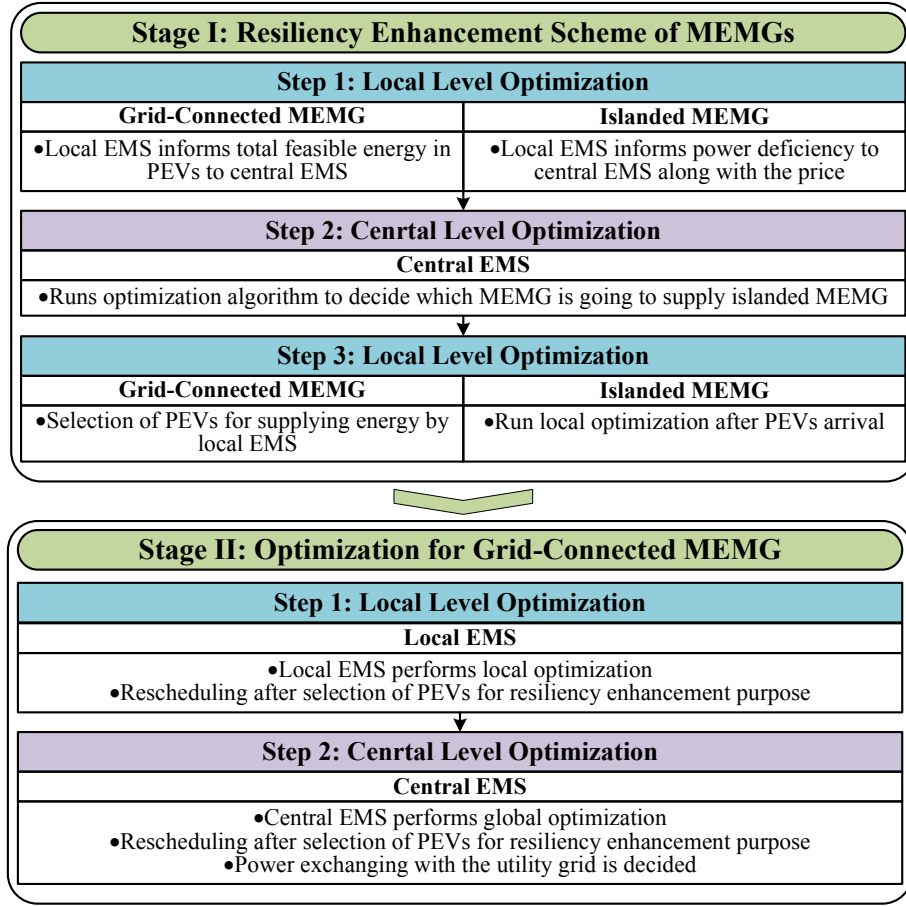 Stage I: Resiliency Enhancement Scheme of MEMGs
Step 1: Local Level Optimization
Grid-Connected MEMG
Islanded MEMG
•Local EMS informs total feasible energy in
PEVs to central EMS
•Local EMS informs power deficiency to
central EMS along with the price
Step 2: Cenrtal Level Optimization
Central EMS
•Runs optimization algorithm to decide which MEMG is going to supply islanded MEMG
Step 3: Local Level Optimization
Grid-Connected MEMG
Islanded MEMG
•Selection of PEVs for supplying energy by
local EMS
•Run local optimization after PEVs arrival
Stage II: Optimization for Grid-Connected MEMG
Step 1: Local Level Optimization
Local EMS
•Local EMS performs local optimization
•Rescheduling after selection of PEVs for resiliency enhancement purpose
Step 2: Cenrtal Level Optimization
Central EMS
•Central EMS performs global optimization
•Rescheduling after selection of PEVs for resiliency enhancement purpose
•Power exchanging with the utility grid is decided